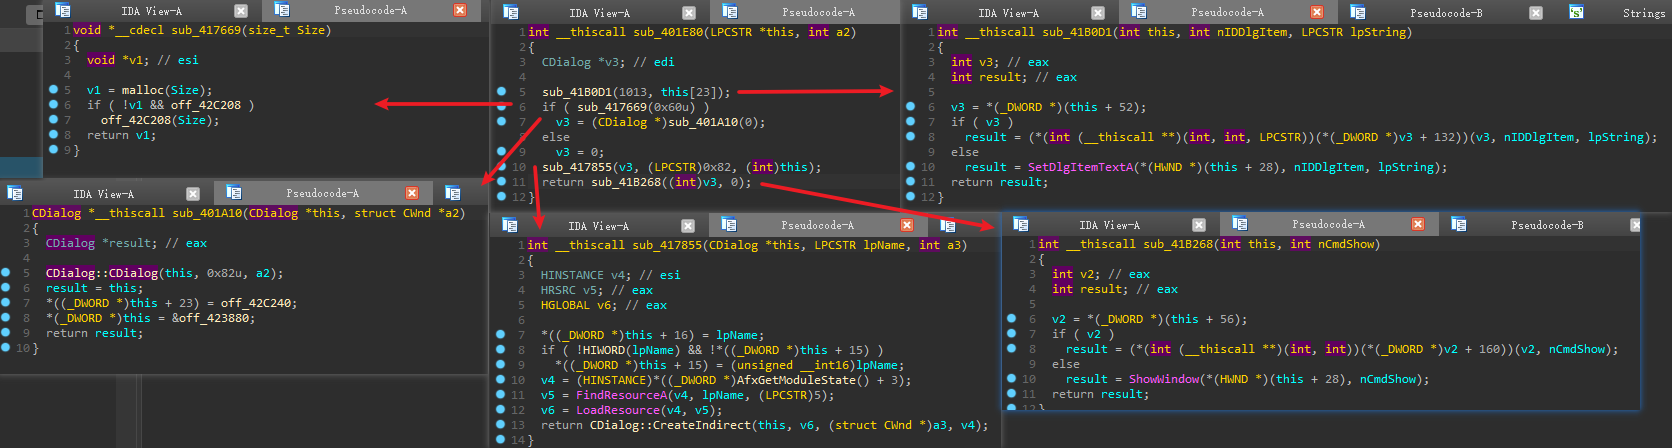 IDA View-A
Pseudocode-A
1 void *__cdecl sub_417669(size_t Size)
2 {
3   void *v1; // esi
4
5   v1 = malloc(Size);
6   if ( !v1 && off_42C208 )
7     off_42C208(Size);
8   return v1;
9 }
IDA View-A
Pseudocode-A
1 int __thiscall sub_401E80(LPCSTR *this, int a2)
2 {
3   CDialog *v3; // edi
4
5   sub_41B0D1(1013, this[23]);
6   if ( sub_417669(0x60u) )
7     v3 = (CDialog *)sub_401A10(0);
8   else
9     v3 = 0;
10   sub_417855(v3, (LPCSTR)0x82, (int)this);
11   return sub_41B268((int)v3, 0);
12 }
IDA View-A
Pseudocode-A
Pseudocode-B
Strings
1 int __thiscall sub_41B0D1(int this, int nIDDlgItem, LPCSTR lpString)
2 {
3   int v3; // eax
4   int result; // eax
5
6   v3 = *(_DWORD *)(this + 52);
7   if ( v3 )
8     result = (*(int (__thiscall **)(int, int, LPCSTR))(*(_DWORD *)v3 + 132))(v3, nIDDlgItem, lpString);
9   else
10     result = SetDlgItemTextA(*(HWND *)(this + 28), nIDDlgItem, lpString);
11   return result;
12 }
IDA View-A
Pseudocode-A
1 CDialog *__thiscall sub_401A10(CDialog *this, struct CWnd *a2)
2 {
3   CDialog *result; // eax
4
5   CDialog::CDialog(this, 0x82u, a2);
6   result = this;
7   *((_DWORD *)this + 23) = off_42C240;
8   *(_DWORD *)this = &off_423880;
9   return result;
10 }
IDA View-A
Pseudocode-A
1 int __thiscall sub_417855(CDialog *this, LPCSTR lpName, int a3)
2 {
3   HINSTANCE v4; // esi
4   HRSRC v5; // eax
5   HGLOBAL v6; // eax
6
7   *((_DWORD *)this + 16) = lpName;
8   if ( !HIWORD(lpName) && !*((_DWORD *)this + 15) )
9     *((_DWORD *)this + 15) = (unsigned __int16)lpName;
10   v4 = (HINSTANCE)*((_DWORD *)AfxGetModuleState() + 3);
11   v5 = FindResourceA(v4, lpName, (LPCSTR)5);
12   v6 = LoadResource(v4, v5);
13   return CDialog::CreateIndirect(this, v6, (struct CWnd *)a3, v4);
14 }
IDA View-A
Pseudocode-A
Pseudocode-B
1 int __thiscall sub_41B268(int this, int nCmdShow)
2 {
3   int v2; // eax
4   int result; // eax
5
6   v2 = *(_DWORD *)(this + 56);
7   if ( v2 )
8     result = (*(int (__thiscall **)(int, int))(*(_DWORD *)v2 + 160))(v2, nCmdShow);
9   else
10     result = ShowWindow(*(HWND *)(this + 28), nCmdShow);
11   return result;
12 }